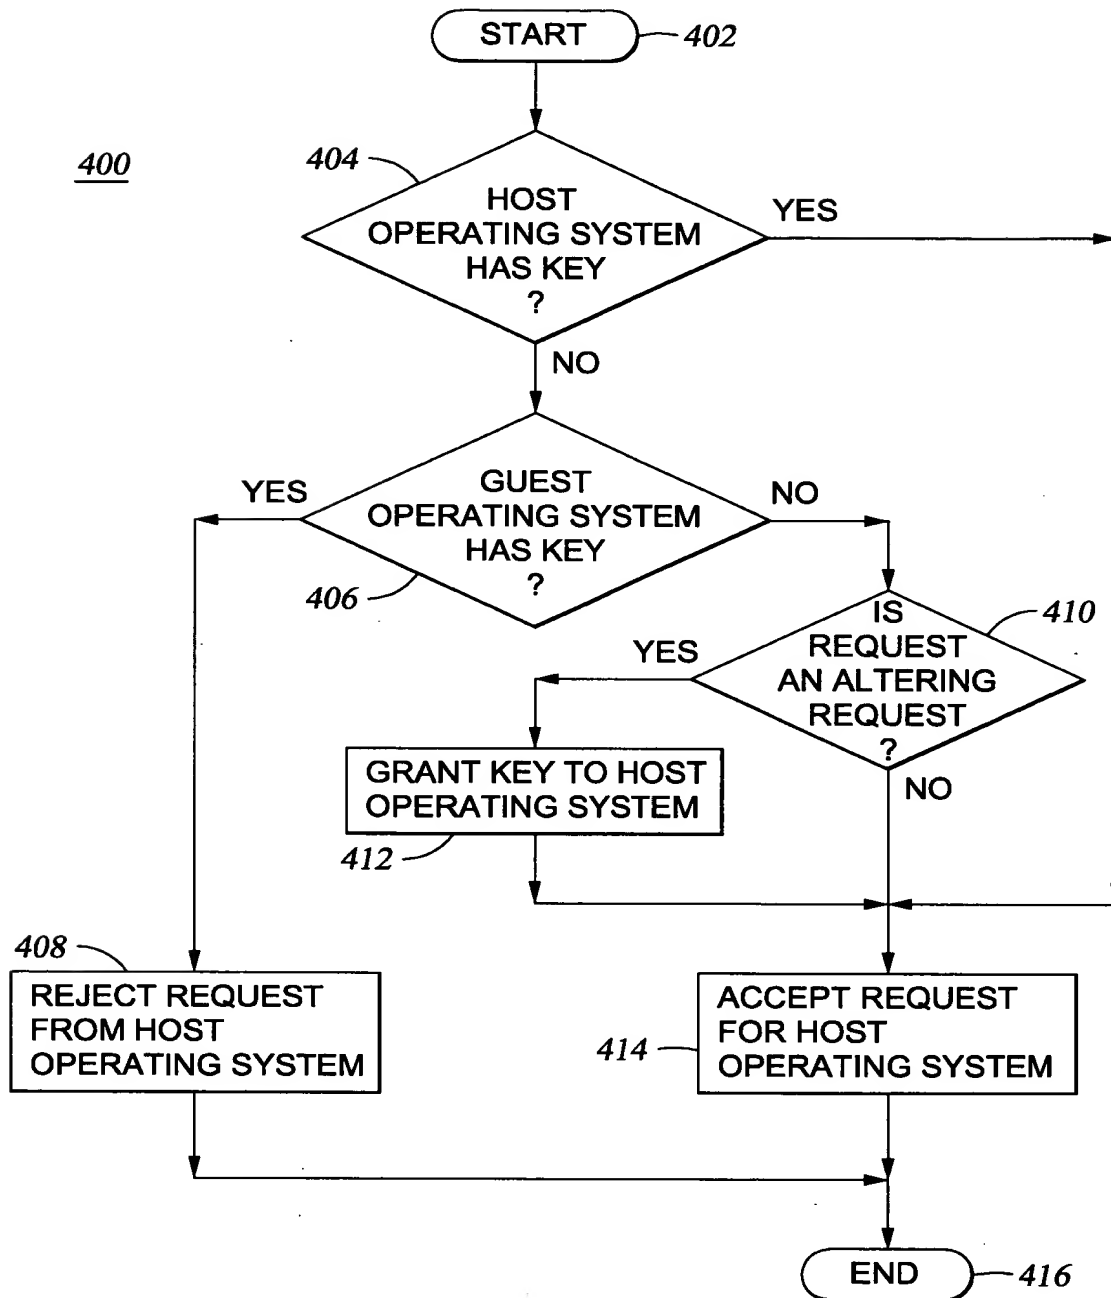 START
402
400
404
HOST
OPERATING SYSTEM
HAS KEY
?
YES
NO
YES
GUEST
OPERATING SYSTEM
HAS KEY
?
NO
406
IS
REQUEST
AN ALTERING
REQUEST
?
410
YES
GRANT KEY TO HOST
OPERATING SYSTEM
NO
412
408
REJECT REQUEST
FROM HOST
OPERATING SYSTEM
ACCEPT REQUEST
FOR HOST
OPERATING SYSTEM
414
END
416